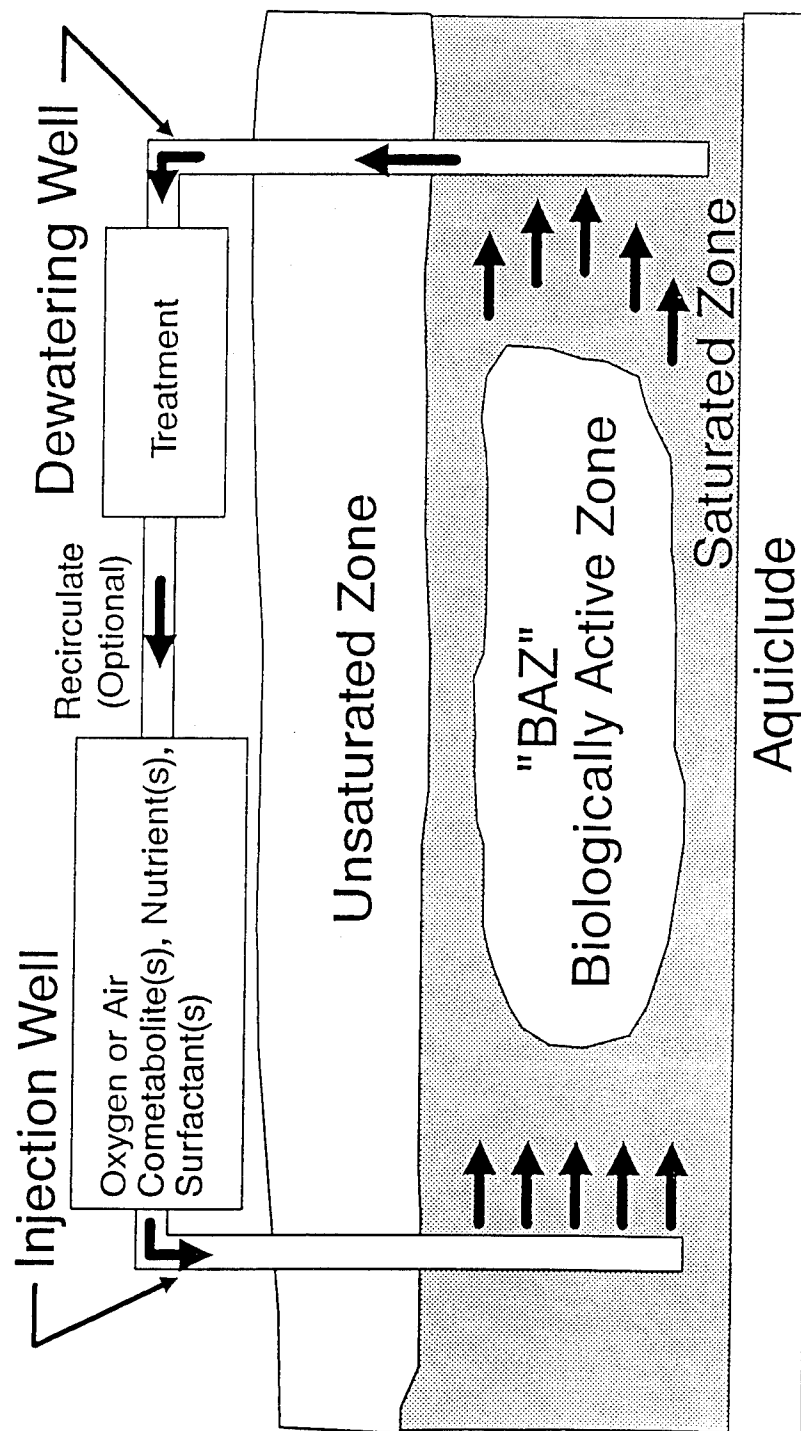 Injection Well
Dewatering Well
Oxygen or Air
Cometabolite(s), Nutrient(s),
Surfactant(s)
Recirculate
(Optional)
Treatment
Unsaturated Zone
"BAZ"
Biologically Active Zone
Saturated Zone
Aquiclude